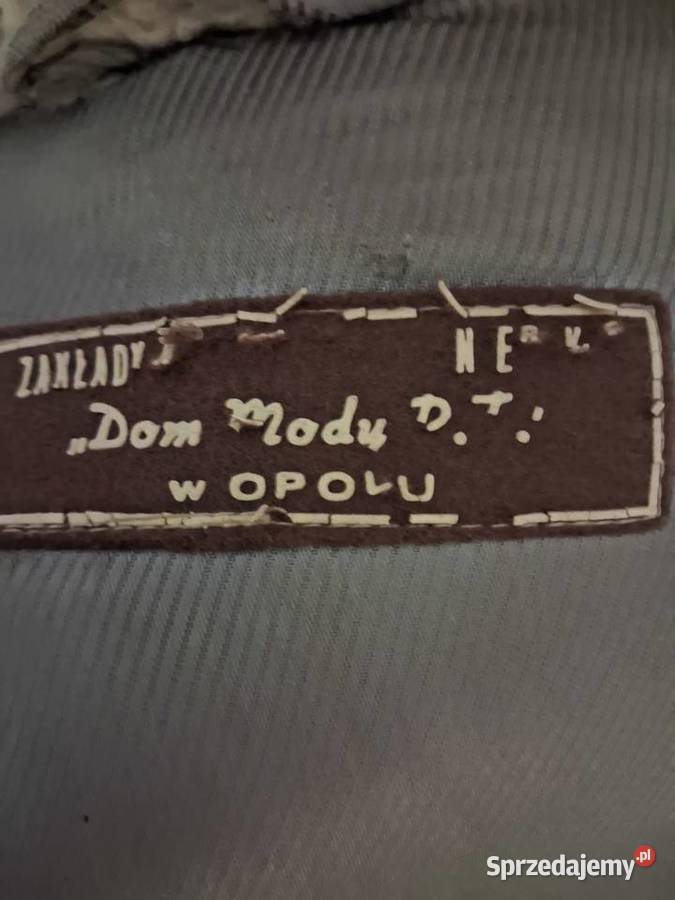 ZAKŁADY
„Dom Mody D.T."
w OPOLU
Sprzedajemy.pl